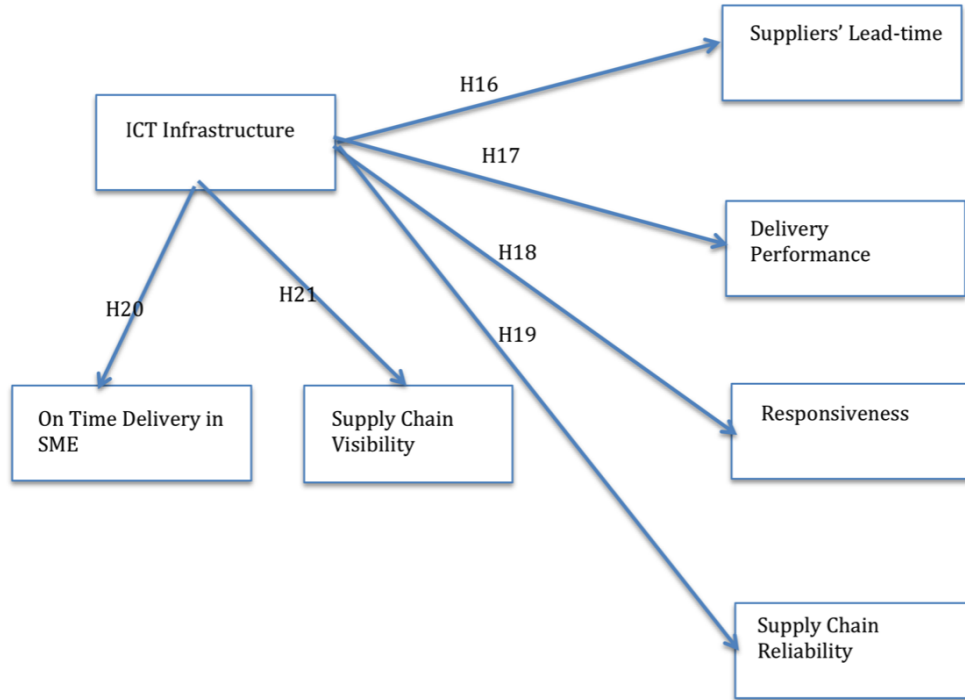 Suppliers’ Lead-time
H16
ICT Infrastructure
H17
Delivery
Performance
H18
H21
H20
H19
On Time Delivery in
SME
Supply Chain
Visibility
Responsiveness
Supply Chain
Reliability